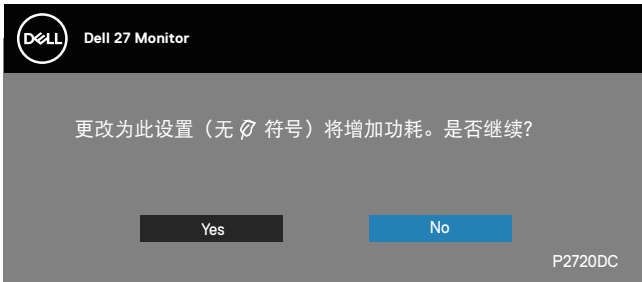 DELL
Dell 27 Monitor
更改为此设置（无 符号）将增加功耗。是否继续?
Yes
No
P2720DC